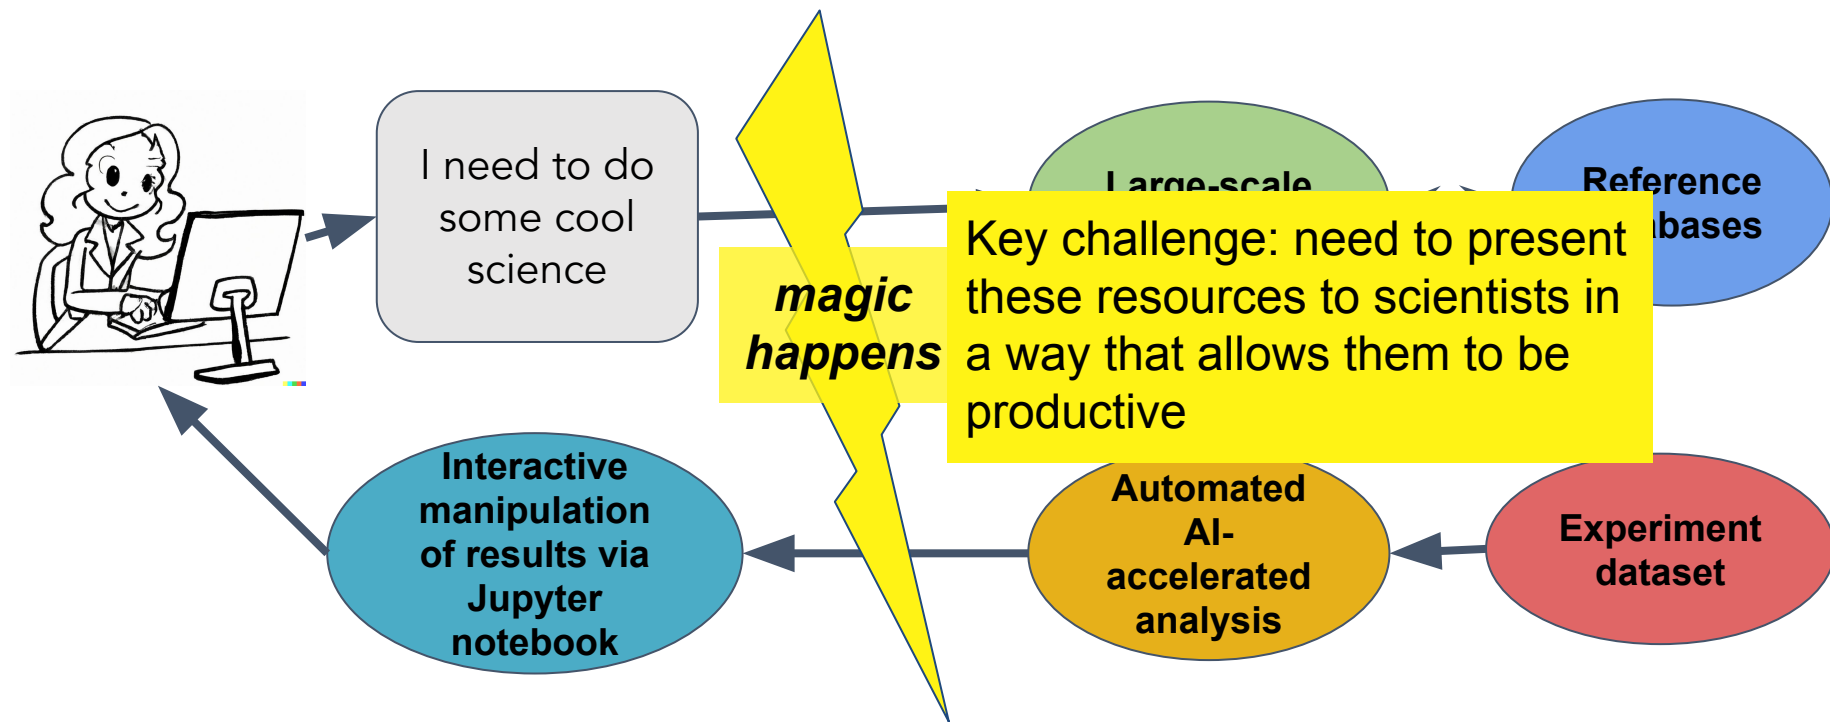 I need to do
some cool
science
magic
happens
Large-scale
Reference
abases
Key challenge: need to present
these resources to scientists in
a way that allows them to be
productive
Interactive
manipulation
of results via
Jupyter
notebook
Automated
AI-
accelerated
analysis
Experiment
dataset